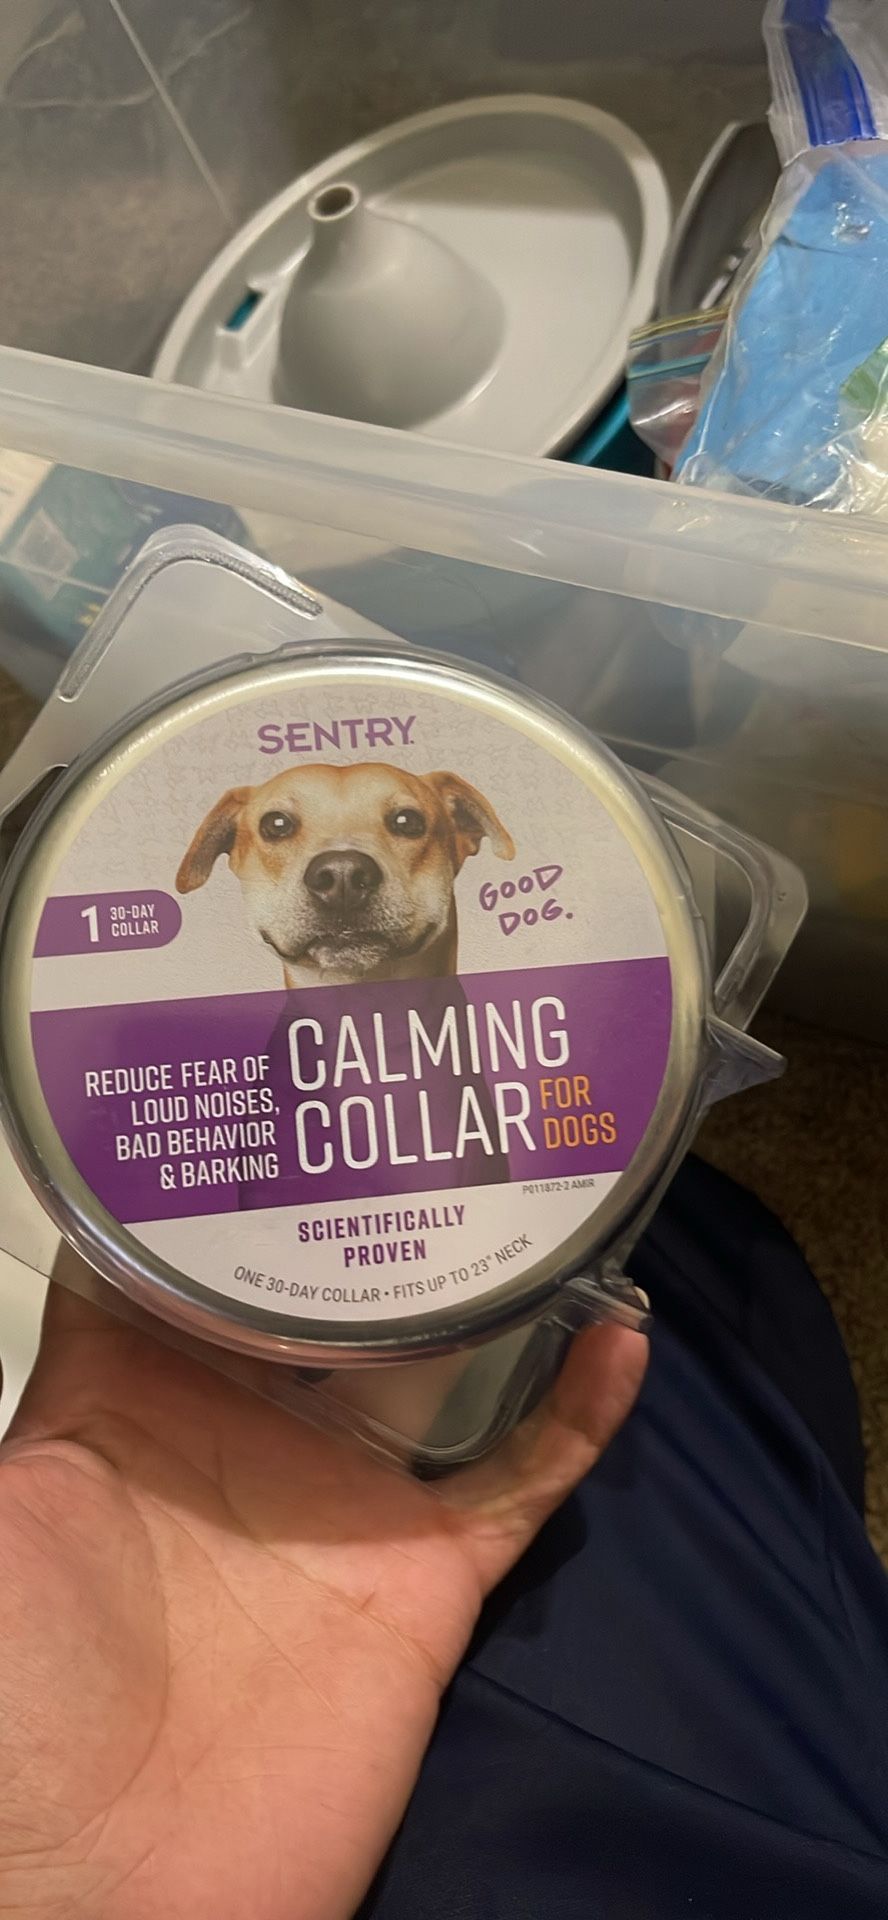 SENTRY.
GOOD
DOG.
1 30-DAY
COLLAR
REDUCE FEAR OF
LOUD NOISES,
BAD BEHAVIOR
& BARKING
CALMING
COLLAR
FOR
DOGS
P011872-2 AMIR
SCIENTIFICALLY
PROVEN
ONE 30-DAY COLLAR • FITS UP TO 23" NECK